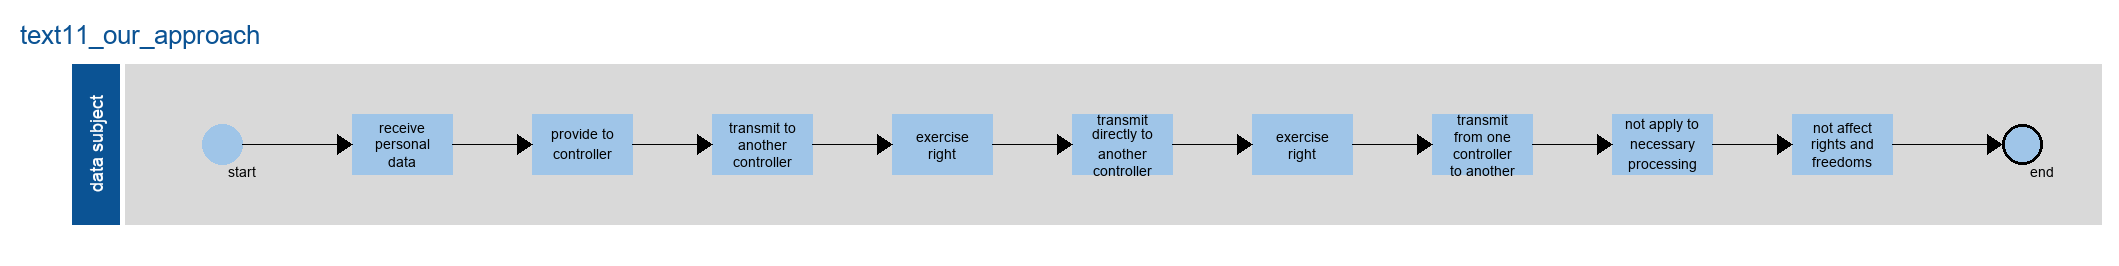 text11_our_approach
data subject
start
receive
personal
data
provide to
controller
transmit to
another
controller
exercise
right
transmit
directly to
another
controller
exercise
right
transmit
from one
controller
to another
not apply to
necessary
processing
not affect
rights and
freedoms
end